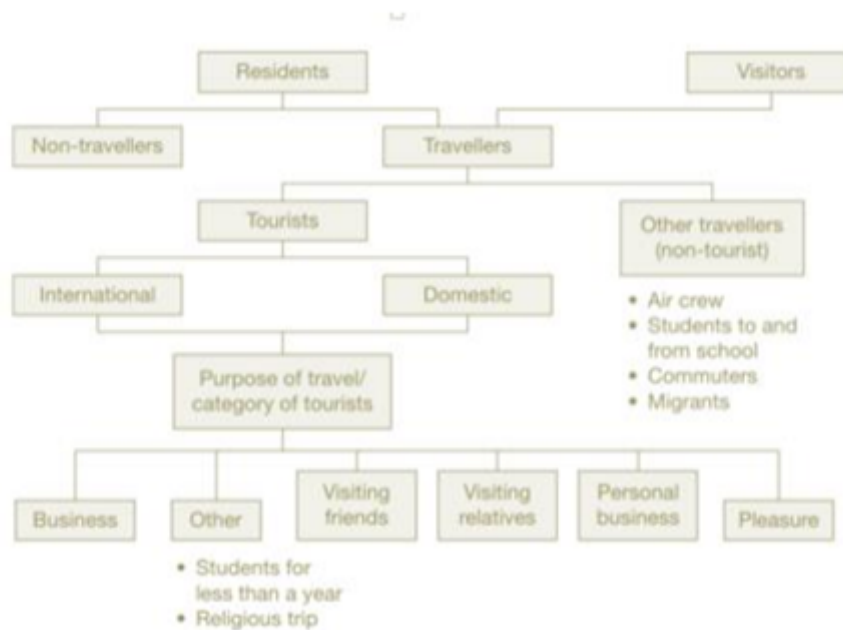 Residents
Visitors
Non-travellers
Travellers
Tourists
Other travellers
(non-tourist)
International
Domestic
• Air crew
• Students to and
from school
• Commuters
• Migrants
Purpose of travel/
category of tourists
Business
Other
Visiting
friends
Visiting
relatives
Personal
business
Pleasure
• Students for
less than a year
• Religious trip